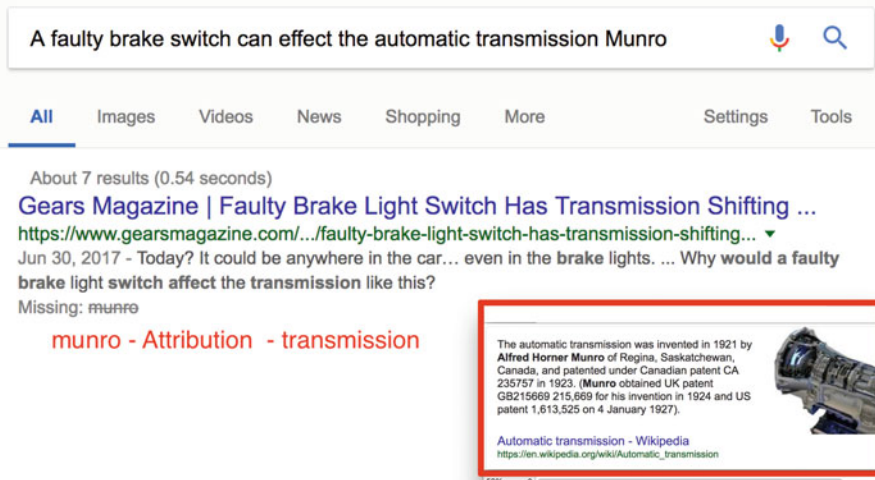 A faulty brake switch can effect the automatic transmission Munro
All Images Videos News Shopping More Settings Tools
About 7 results (0.54 seconds)
Gears Magazine | Faulty Brake Light Switch Has Transmission Shifting ...
https://www.gearsmagazine.com/.../faulty-brake-light-switch-has-transmission-shifting...
Jun 30, 2017 - Today? It could be anywhere in the car… even in the brake lights. ... Why would a faulty
brake light switch affect the transmission like this?
Missing: munro
munro - Attribution - transmission
The automatic transmission was invented in 1921 by
Alfred Horner Munro of Regina, Saskatchewan,
Canada, and patented under Canadian patent CA
235757 in 1923. (Munro obtained UK patent
GB215669 215,669 for his invention in 1924 and US
patent 1,613,525 on 4 January 1927).
Automatic transmission - Wikipedia
https://en.wikipedia.org/wiki/Automatic_transmission